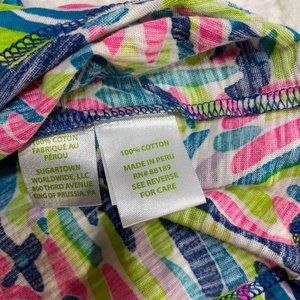 100% COTTON
FABRIQUÉ AU
PÉROU
SUGARTOWN
WORLDWIDE, LLC
800 THIRD AVENUE
KING OF PRUSSIA, PA
100% COTTON
MADE IN PERU
RN# 88189
SEE REVERSE
FOR CARE